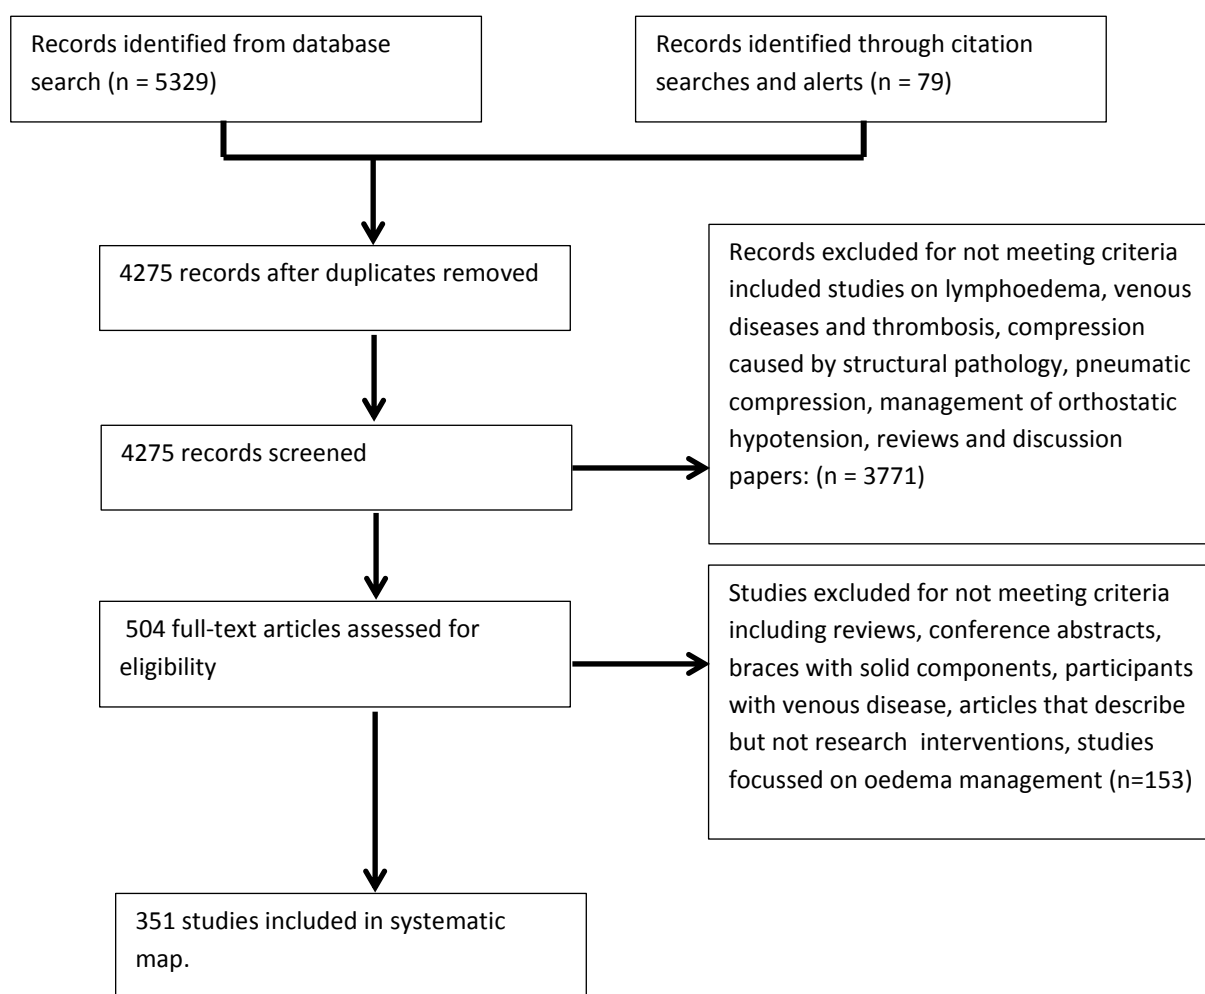 Records identified from database
search (n = 5329)
Records identified through citation
searches and alerts (n = 79)
4275 records after duplicates removed
Records excluded for not meeting criteria
included studies on lymphoedema, venous
diseases and thrombosis, compression
caused by structural pathology, pneumatic
compression, management of orthostatic
hypotension, reviews and discussion
papers: (n = 3771)
4275 records screened
504 full-text articles assessed for
eligibility
Studies excluded for not meeting criteria
including reviews, conference abstracts,
braces with solid components, participants
with venous disease, articles that describe
but not research  interventions, studies
focussed on oedema management (n=153)
351 studies included in systematic
map.